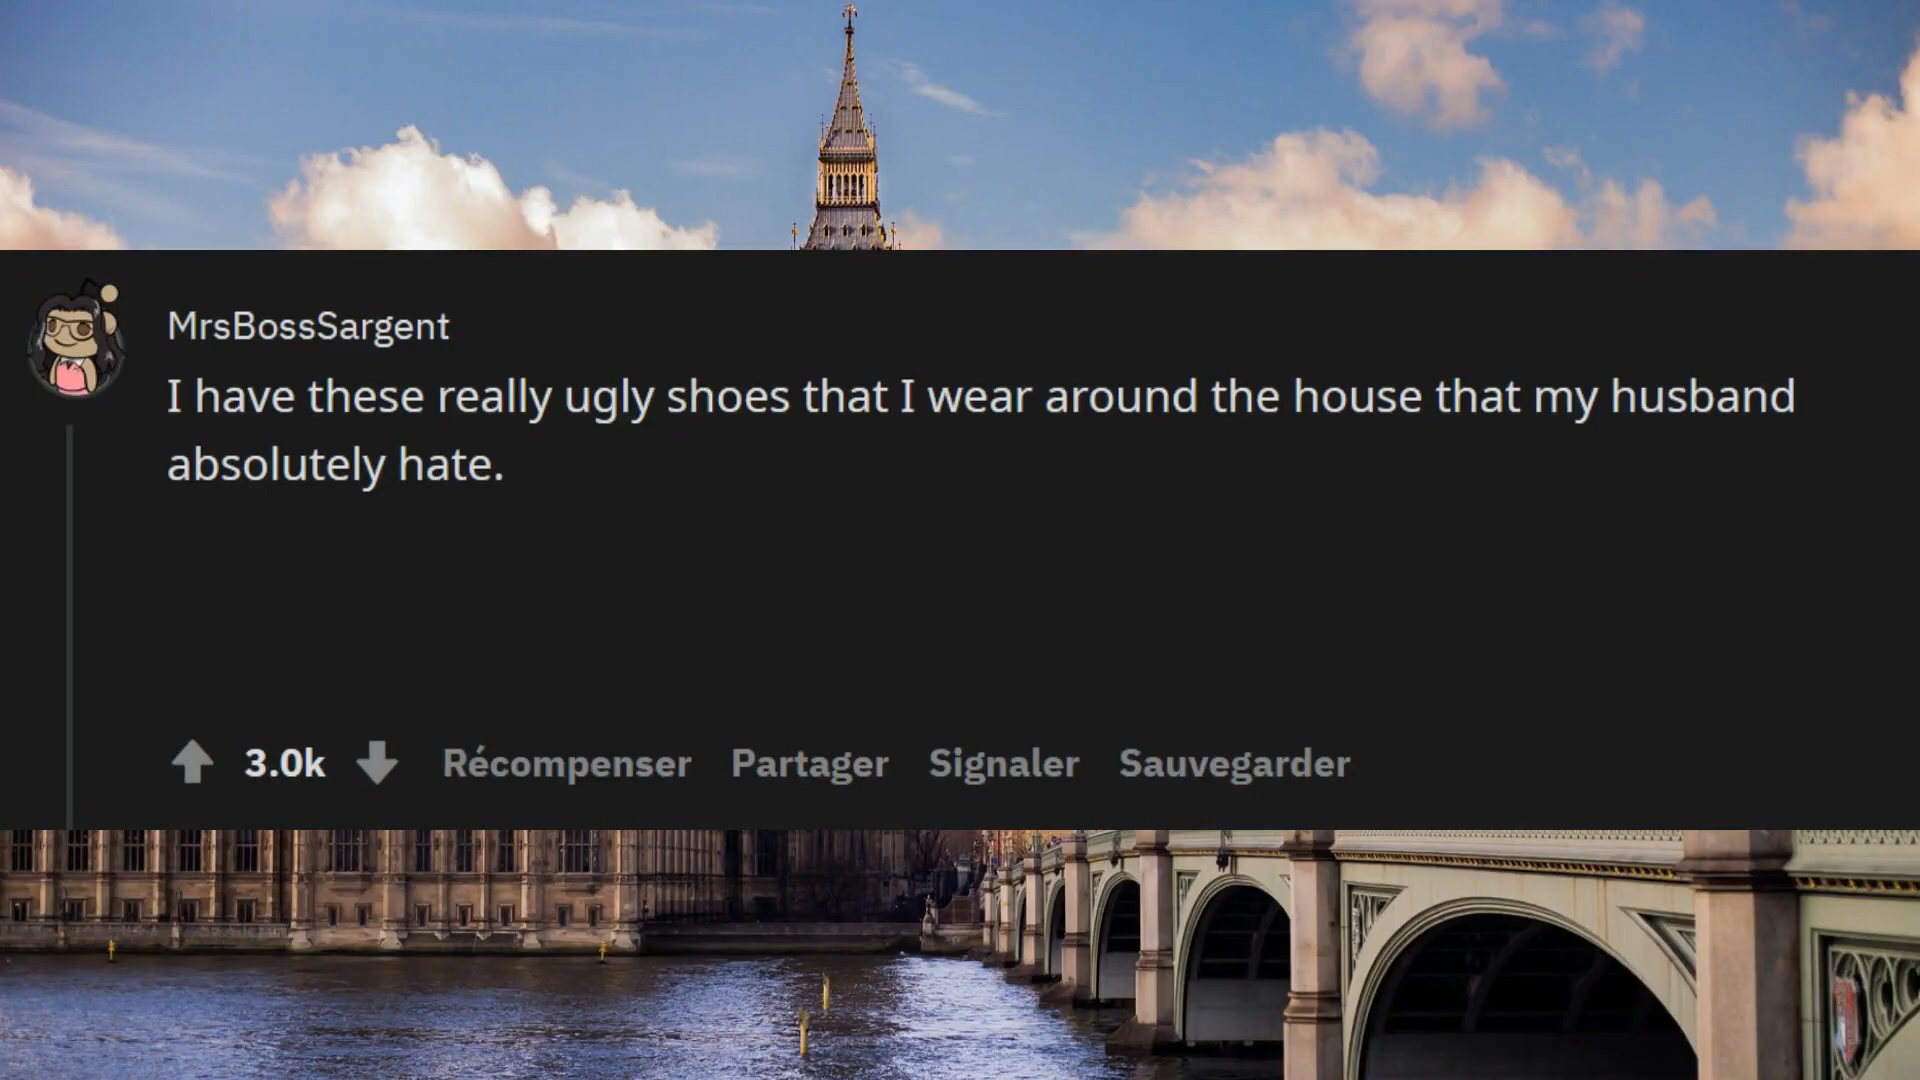 MrsBossSargent
I have these really ugly shoes that I wear around the house that my husband
absolutely hate.
3.0k Récompenser Partager Signaler Sauvegarder